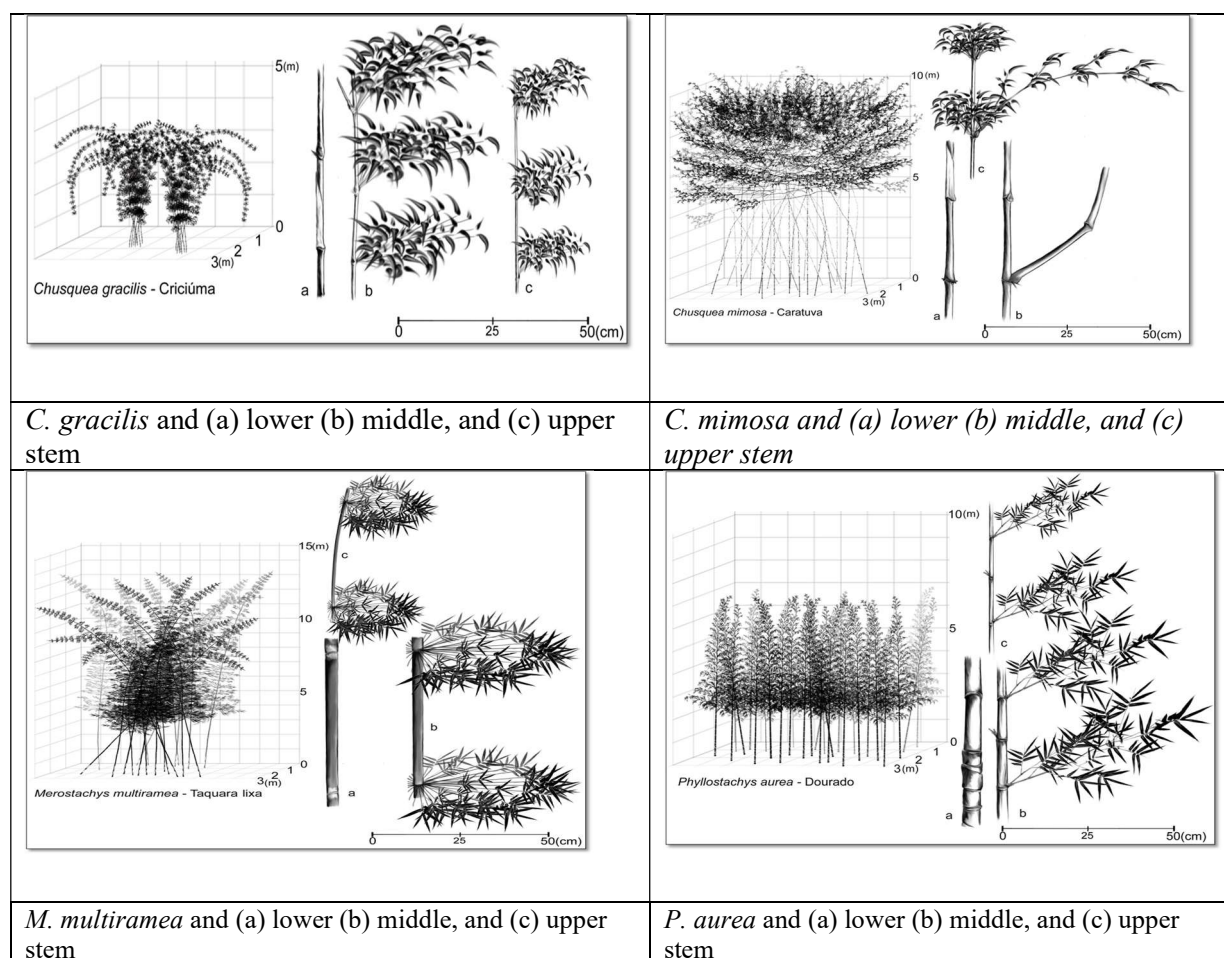 5(m)
0
1
2
3(m)
Chusquea gracilis - Criciúma
a
b
c
0 25 50(cm)
10(m)
5
0
1
2
3(m)
Chusquea mimosa - Caratuva
c
a
b
0 25 50(cm)
C. gracilis and (a) lower (b) middle, and (c) upper
stem
C. mimosa and (a) lower (b) middle, and (c)
upper stem
15(m)
10
5
0
1
2
3(m)
Merostachys multiramea - Taquara lixa
c
b
a
0 25 50(cm)
10(m)
5
0
1
2
3(m)
Phyllostachys aurea - Dourado
c
a
b
0 25 50(cm)
M. multiramea and (a) lower (b) middle, and (c) upper
stem
P. aurea and (a) lower (b) middle, and (c) upper
stem